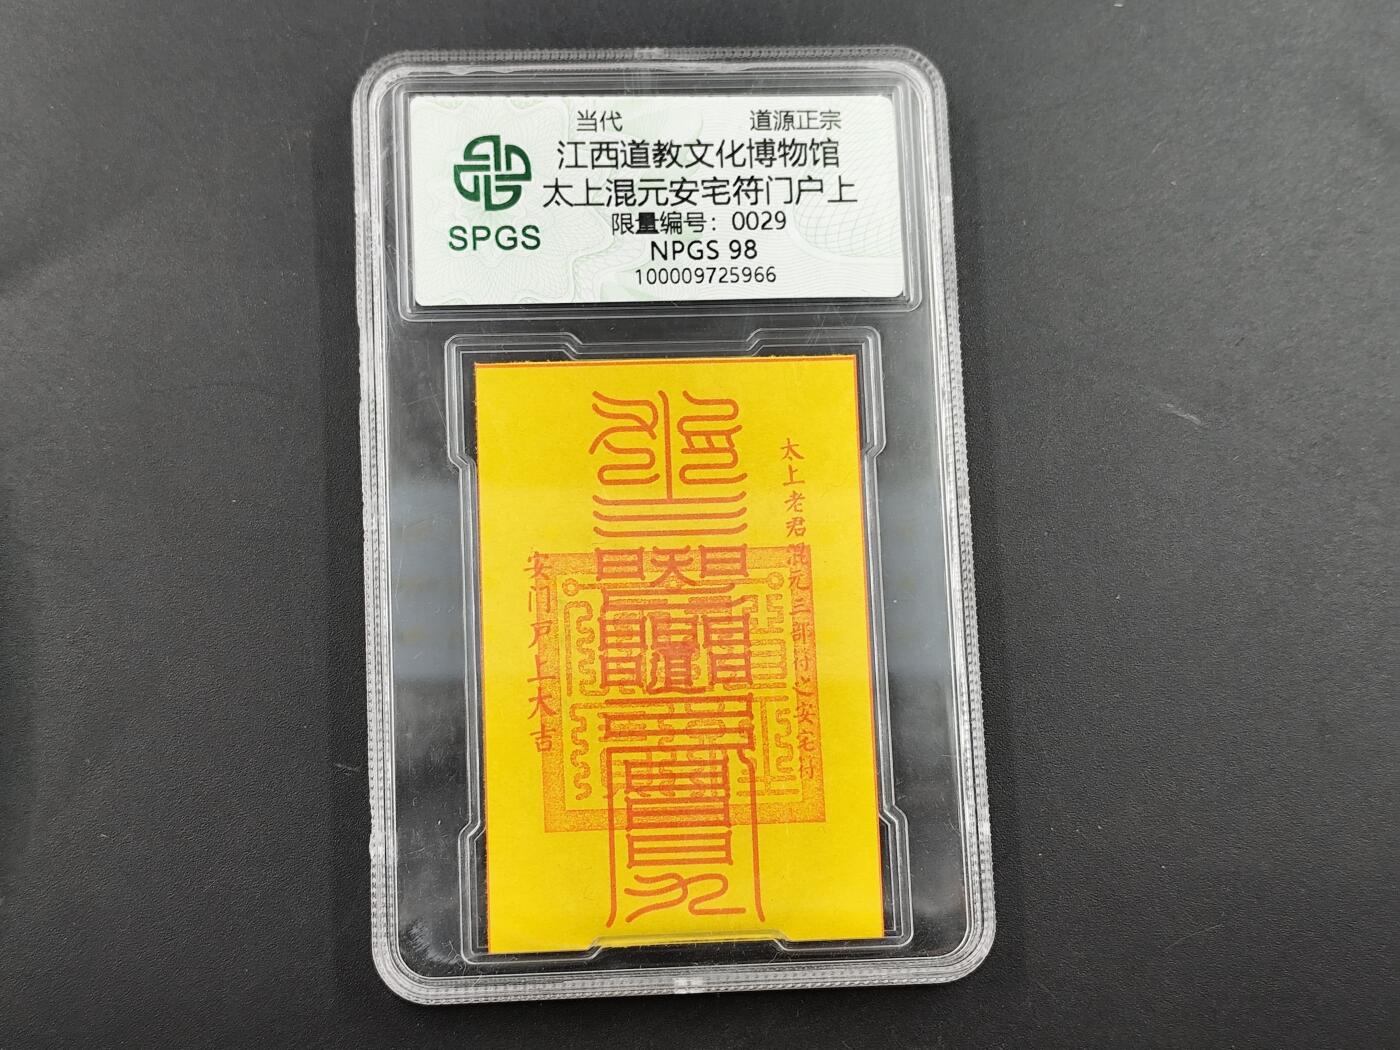 当代 道源正宗
江西道教文化博物馆
太上混元安宅符门户上
限量编号：0029
NPGS 98
100009725966
SPGS
太上老君混元三部符之安宅符
安门户上大吉